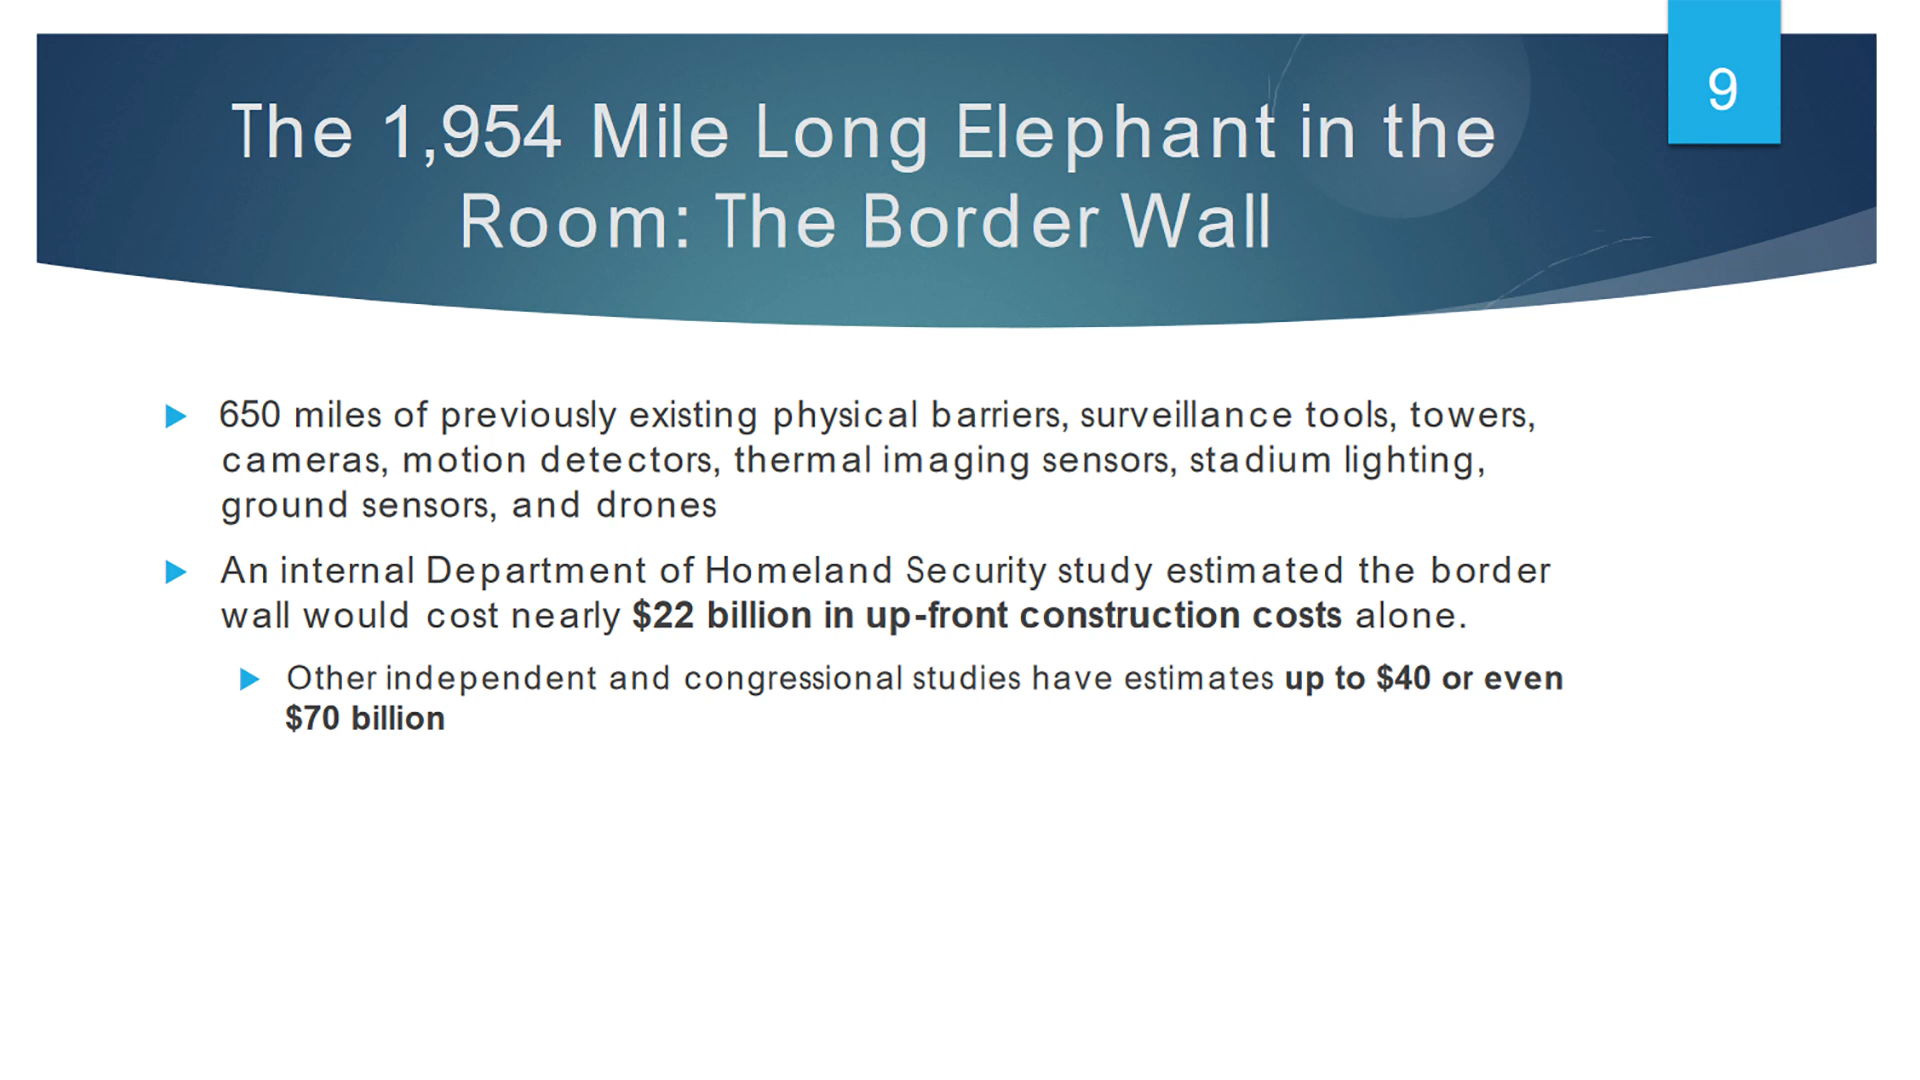 9
The 1,954 Mile Long Elephant in the
Room: The Border Wall
650 miles of previously existing physical barriers, surveillance tools, towers,
cameras, motion detectors, thermal imaging sensors, stadium lighting,
ground sensors, and drones
An internal Department of Homeland Security study estimated the border
wall would cost nearly $22 billion in up-front construction costs alone.
Other independent and congressional studies have estimates up to $40 or even
$70 billion